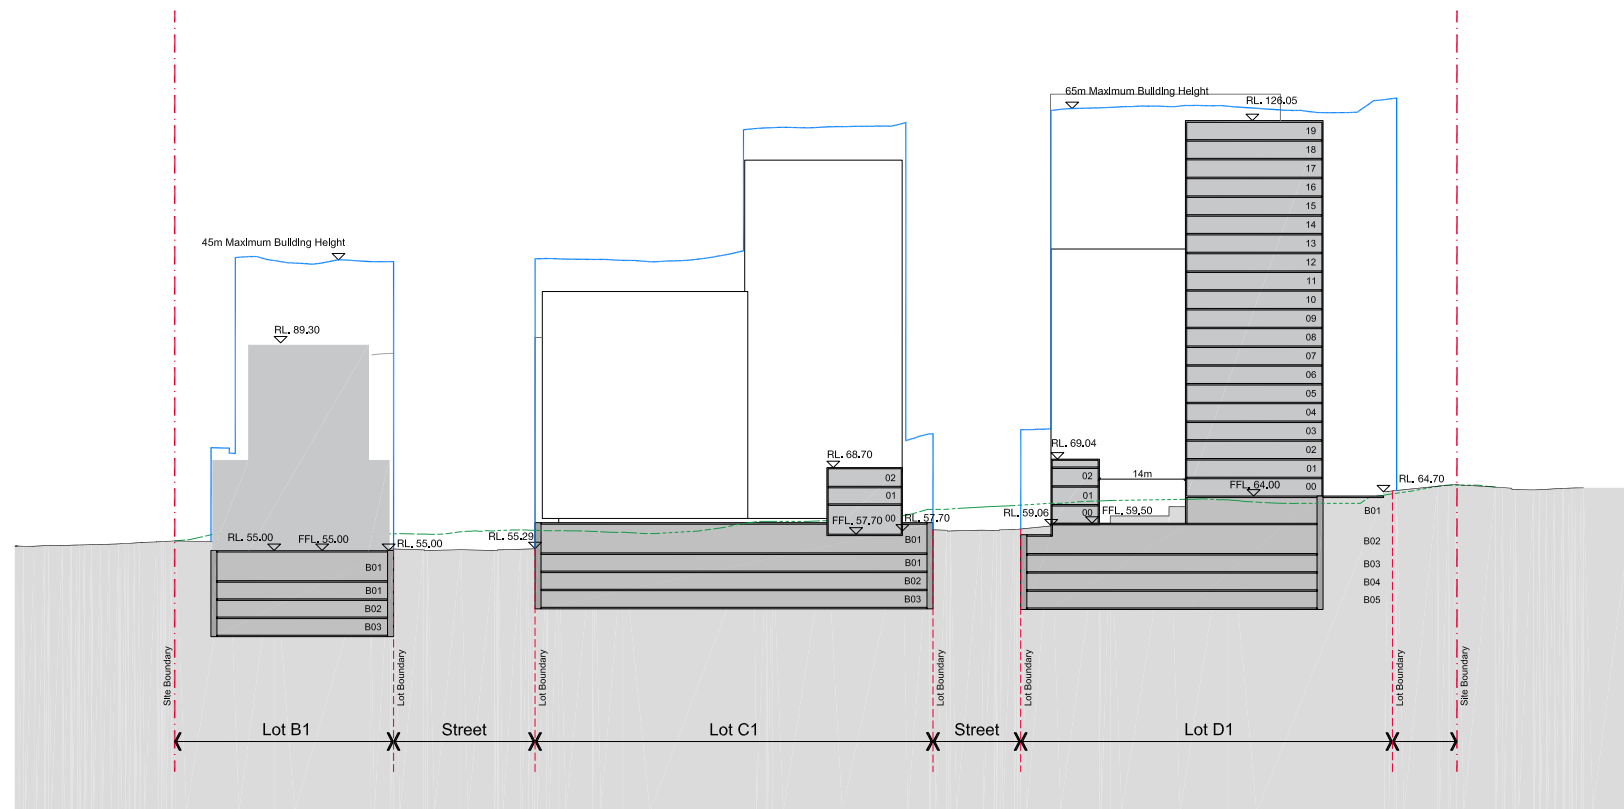 65m Maximum Building Height
RL. 126.05
19
18
17
16
15
14
13
12
11
10
09
08
07
06
05
04
03
02
01
00
45m Maximum Building Height
RL. 89.30
RL. 68.70
02
01
00
FFL. 57.70
RL. 57.70
RL. 69.04
02
01
00
14m
FFL. 64.00
RL. 64.70
RL. 59.06
FFL. 59.50
RL. 55.00
FFL. 55.00
RL. 55.00
RL. 55.29
B01
B01
B02
B03
B01
B01
B02
B03
B01
B02
B03
B04
B05
Site Boundary
Lot Boundary
Lot Boundary
Lot Boundary
Lot Boundary
Lot Boundary
Site Boundary
Lot B1
Street
Lot C1
Street
Lot D1